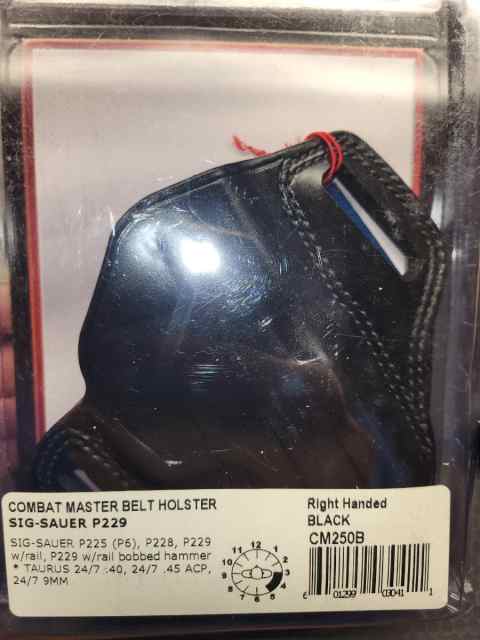 COMBAT MASTER BELT HOLSTER
SIG-SAUER P229
SIG-SAUER P225 (P6), P228, P229
w/rail, P229 w/rail bobbed hammer
* TAURUS 24/7 .40, 24/7 .45 ACP,
24/7 9MM
11 12 1
10 2
9 3
8 4
7 6 5
Right Handed
BLACK
CM250B
6 01299 03041 1